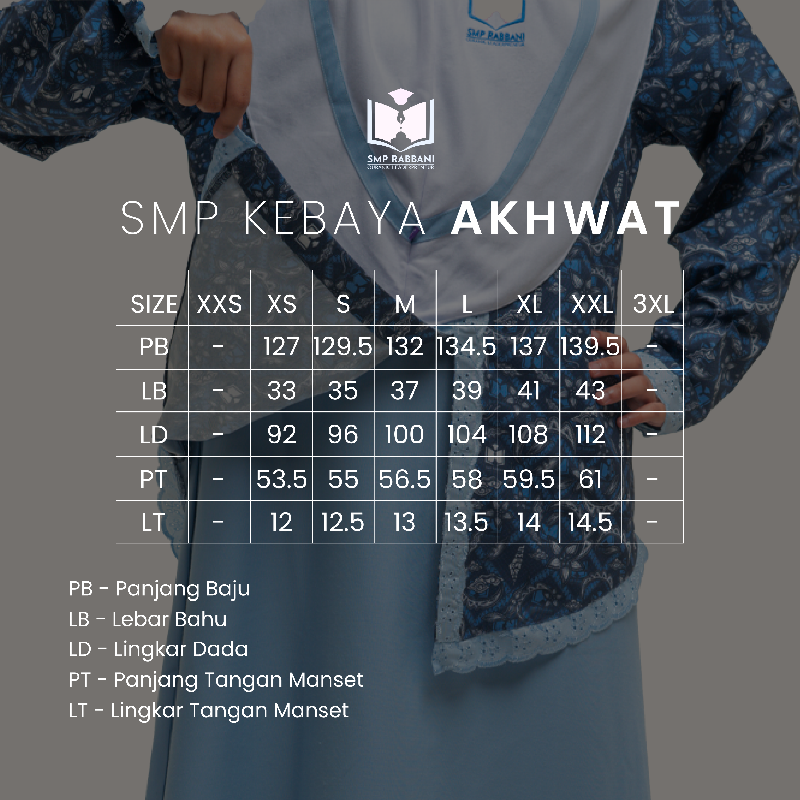 SMP RABBANI
SMP RABBANI
SMP KEBAYA AKHWAT
SIZE XXS XS S M L XL XXL 3XL
PB - 127 129.5 132 134.5 137 139.5 -
LB - 33 35 37 39 41 43 -
LD - 92 96 100 104 108 112 -
PT - 53.5 55 56.5 58 59.5 61 -
LT - 12 12.5 13 13.5 14 14.5 -
PB - Panjang Baju
LB - Lebar Bahu
LD - Lingkar Dada
PT - Panjang Tangan Manset
LT - Lingkar Tangan Manset